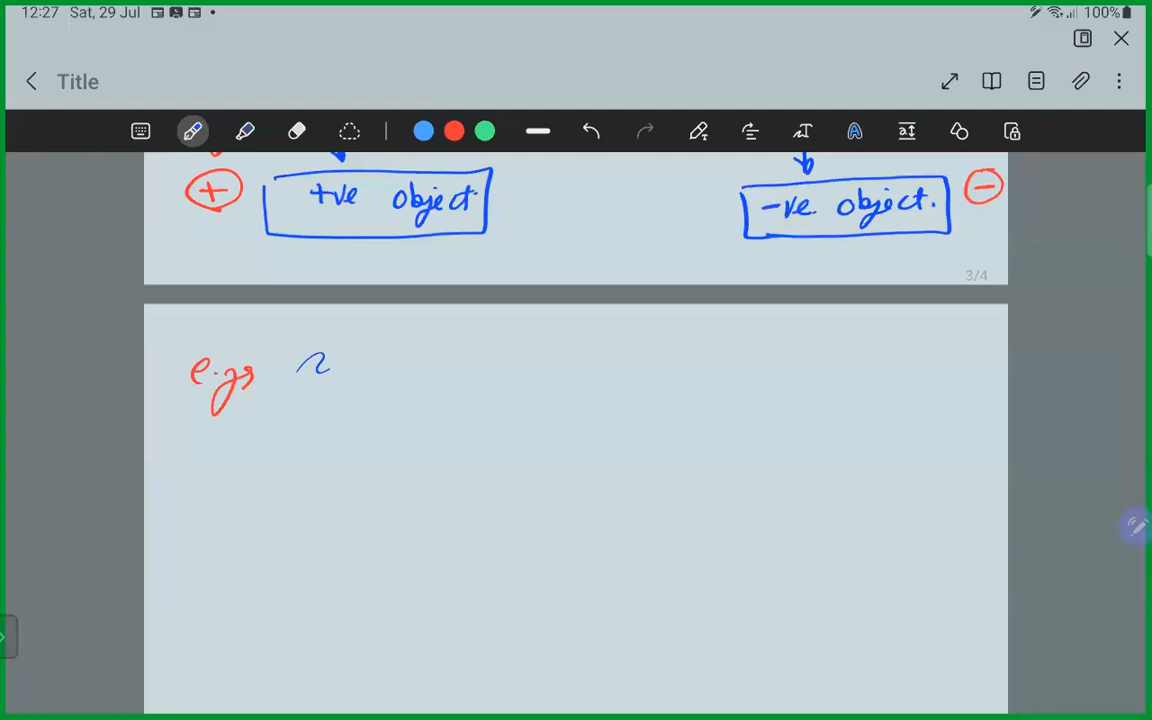 12:27 Sat, 29 Jul 100%
Title
+ +ve object -ve object. -
3/4
e.g,